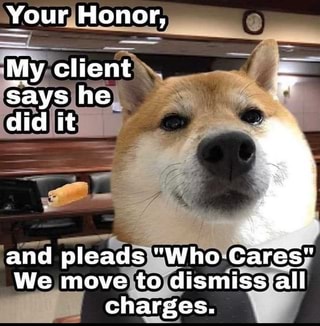 Your Honor,
My client
says he
did it
and pleads "Who Cares"
We move to dismiss all
charges.